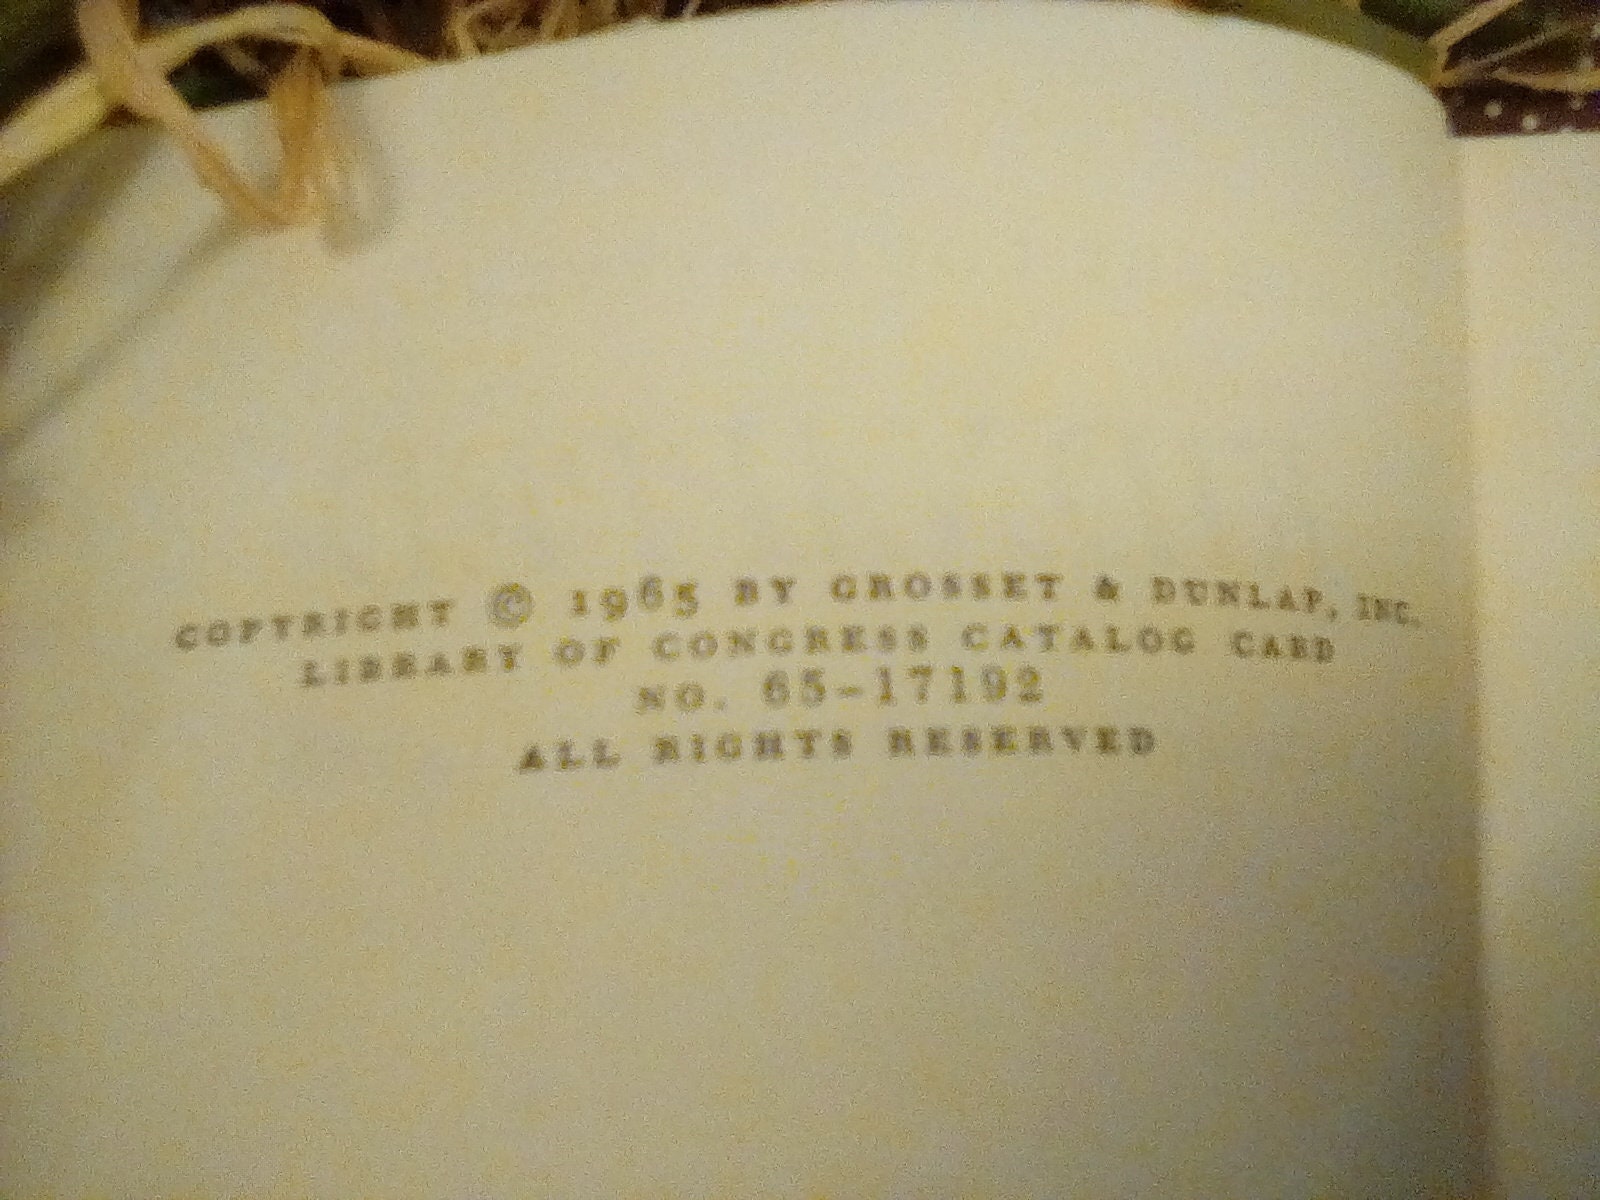 COPYRIGHT © 1965 BY GROSSET & DUNLAP, INC.
LIBRARY OF CONGRESS CATALOG CARD
NO. 65-17192
ALL RIGHTS RESERVED